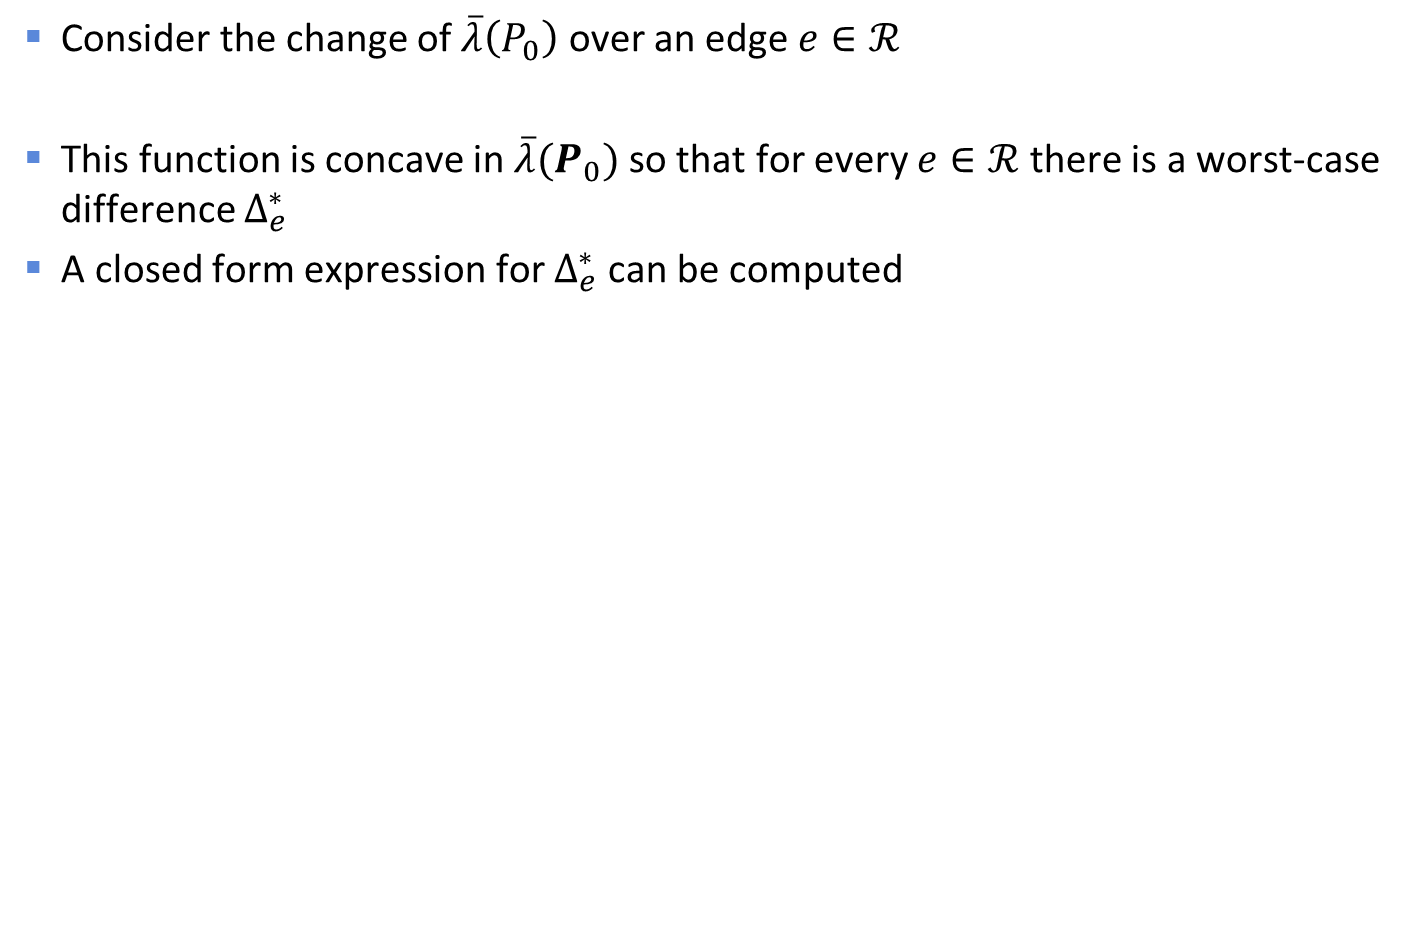 ▪ Consider the change of λ̄(P₀) over an edge e ∈ ℛ
▪ This function is concave in λ̄(𝑷₀) so that for every e ∈ ℛ there is a worst-case
difference Δₑ*
▪ A closed form expression for Δₑ* can be computed